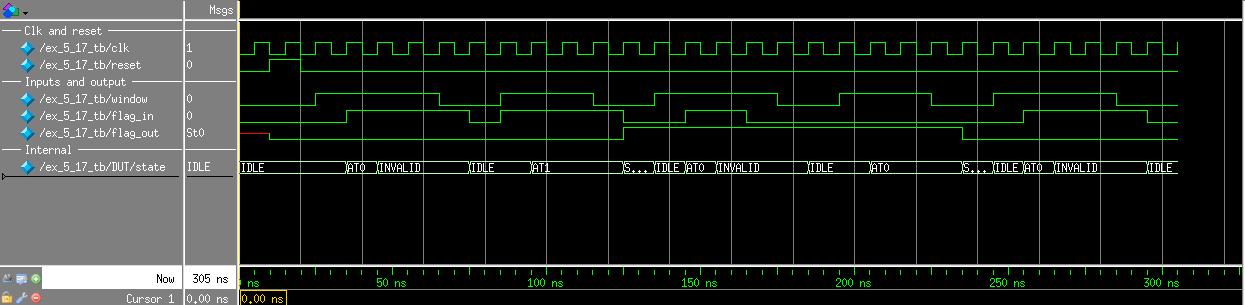 Msgs
Clk and reset
/ex_5_17_tb/clk 1
/ex_5_17_tb/reset 0
Inputs and output
/ex_5_17_tb/window 0
/ex_5_17_tb/flag_in 0
/ex_5_17_tb/flag_out St0
Internal
/ex_5_17_tb/DUT/state IDLE IDLE AT0 INVALID IDLE AT1 S... IDLE AT0 INVALID IDLE AT0 S... IDLE AT0 INVALID IDLE
Now 305 ns ns 50 ns 100 ns 150 ns 200 ns 250 ns 300 ns
Cursor 1 0.00 ns 0.00 ns